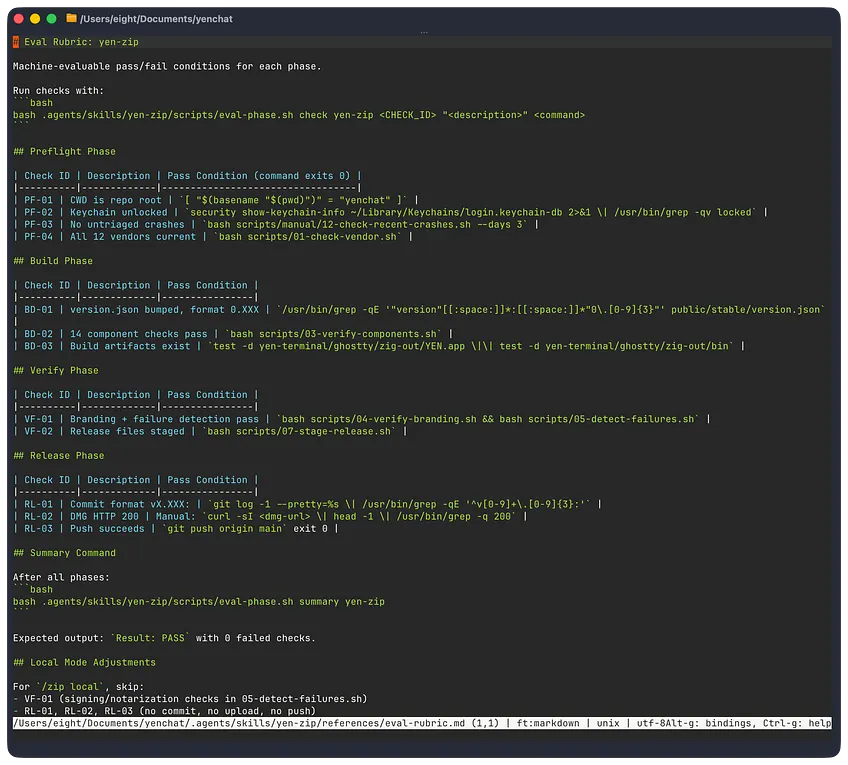 /Users/eight/Documents/yenchat
...
# Eval Rubric: yen-zip
Machine-evaluable pass/fail conditions for each phase.
Run checks with:
```bash
bash .agents/skills/yen-zip/scripts/eval-phase.sh check yen-zip <CHECK_ID> "<description>" <command>
```
## Preflight Phase
| Check ID | Description | Pass Condition (command exits 0) |
|----------|-------------|--------------------------------|
| PF-01 | CWD is repo root | `[ "$(basename "$(pwd)")" = "yenchat" ]` |
| PF-02 | Keychain unlocked | `security show-keychain-info ~/Library/Keychains/login.keychain-db 2>&1 \| /usr/bin/grep -qv locked` |
| PF-03 | No untriaged crashes | `bash scripts/manual/12-check-recent-crashes.sh --days 3` |
| PF-04 | All 12 vendors current | `bash scripts/01-check-vendor.sh` |
## Build Phase
| Check ID | Description | Pass Condition |
|----------|-------------|---------------|
| BD-01 | version.json bumped, format 0.XXX | `/usr/bin/grep -qE '"version"[[:space:]]*:[[:space:]]*"0\.[0-9]{3}"' public/stable/version.json`
|
| BD-02 | 14 component checks pass | `bash scripts/03-verify-components.sh` |
| BD-03 | Build artifacts exist | `test -d yen-terminal/ghostty/zig-out/YEN.app \|\| test -d yen-terminal/ghostty/zig-out/bin` |
## Verify Phase
| Check ID | Description | Pass Condition |
|----------|-------------|---------------|
| VF-01 | Branding + failure detection pass | `bash scripts/04-verify-branding.sh && bash scripts/05-detect-failures.sh` |
| VF-02 | Release files staged | `bash scripts/07-stage-release.sh` |
## Release Phase
| Check ID | Description | Pass Condition |
|----------|-------------|---------------|
| RL-01 | Commit format vX.XXX: | `git log -1 --pretty=%s \| /usr/bin/grep -qE '^v[0-9]+\.[0-9]{3}:'` |
| RL-02 | DMG HTTP 200 | Manual: `curl -sI <dmg-url> \| head -1 \| /usr/bin/grep -q 200` |
| RL-03 | Push succeeds | `git push origin main` exit 0 |
## Summary Command
After all phases:
```bash
bash .agents/skills/yen-zip/scripts/eval-phase.sh summary yen-zip
```
Expected output: `Result: PASS` with 0 failed checks.
## Local Mode Adjustments
For `/zip local`, skip:
- VF-01 (signing/notarization checks in 05-detect-failures.sh)
- RL-01, RL-02, RL-03 (no commit, no upload, no push)
/Users/eight/Documents/yenchat/.agents/skills/yen-zip/references/eval-rubric.md (1,1) | ft:markdown | unix | utf-8Alt-g: bindings, Ctrl-g: help